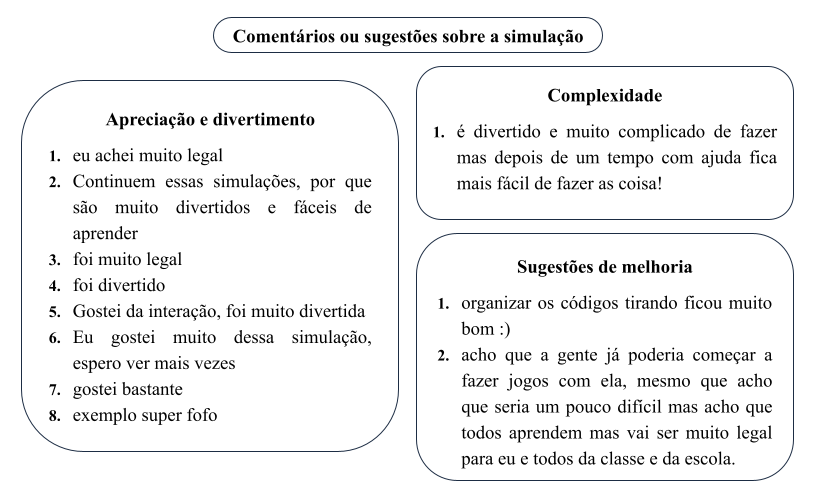 Comentários ou sugestões sobre a simulação
Apreciação e divertimento
1. eu achei muito legal
2. Continuem essas simulações, por que
são muito divertidos e fáceis de
aprender
3. foi muito legal
4. foi divertido
5. Gostei da interação, foi muito divertida
6. Eu gostei muito dessa simulação,
espero ver mais vezes
7. gostei bastante
8. exemplo super fofo
Complexidade
1. é divertido e muito complicado de fazer
mas depois de um tempo com ajuda fica
mais fácil de fazer as coisa!
Sugestões de melhoria
1. organizar os códigos tirando ficou muito
bom :)
2. acho que a gente já poderia começar a
fazer jogos com ela, mesmo que acho
que seria um pouco difícil mas acho que
todos aprendem mas vai ser muito legal
para eu e todos da classe e da escola.